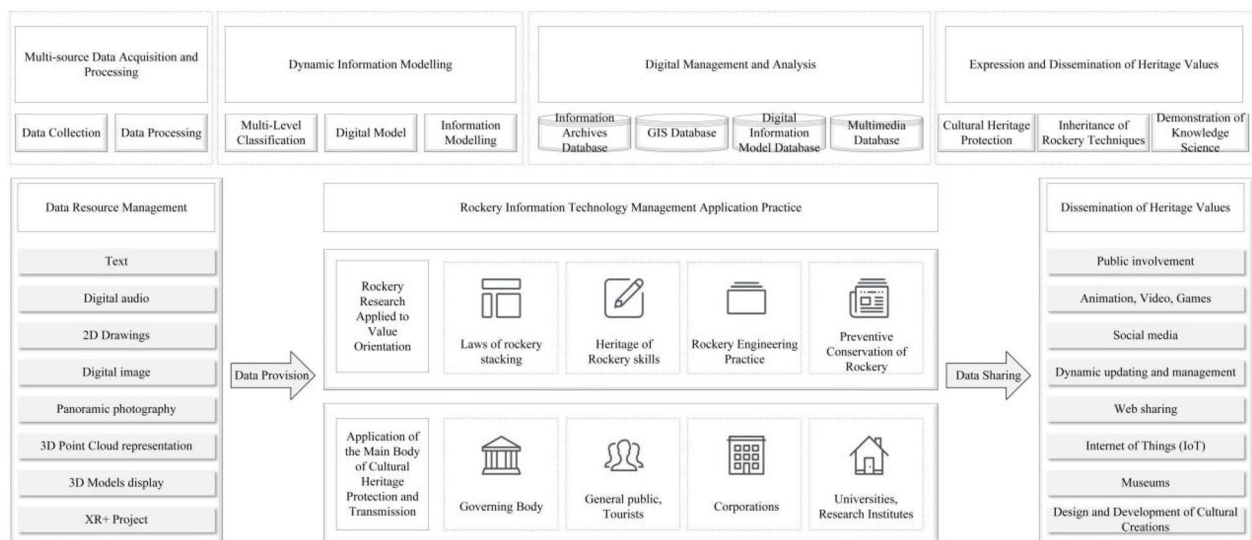 Multi-source Data Acquisition and
Processing
Data Collection
Data Processing
Dynamic Information Modelling
Multi-Level
Classification
Digital Model
Information
Modelling
Digital Management and Analysis
Information
Archives
Database
GIS Database
Digital
Information
Model Database
Multimedia
Database
Expression and Dissemination of Heritage Values
Cultural Heritage
Protection
Inheritance of
Rockery Techniques
Demonstration of
Knowledge
Science
Data Resource Management
Text
Digital audio
2D Drawings
Digital image
Panoramic photography
3D Point Cloud representation
3D Models display
XR+ Project
Data Provision
Rockery Information Technology Management Application Practice
Rockery
Research
Applied to
Value
Orientation
Laws of rockery
stacking
Heritage of
Rockery skills
Rockery Engineering
Practice
Preventive
Conservation of
Rockery
Application of
the Main Body
of Cultural
Heritage
Protection and
Transmission
Governing Body
General public,
Tourists
Corporations
Universities,
Research Institutes
Data Sharing
Dissemination of Heritage Values
Public involvement
Animation, Video, Games
Social media
Dynamic updating and management
Web sharing
Internet of Things (IoT)
Museums
Design and Development of Cultural
Creations